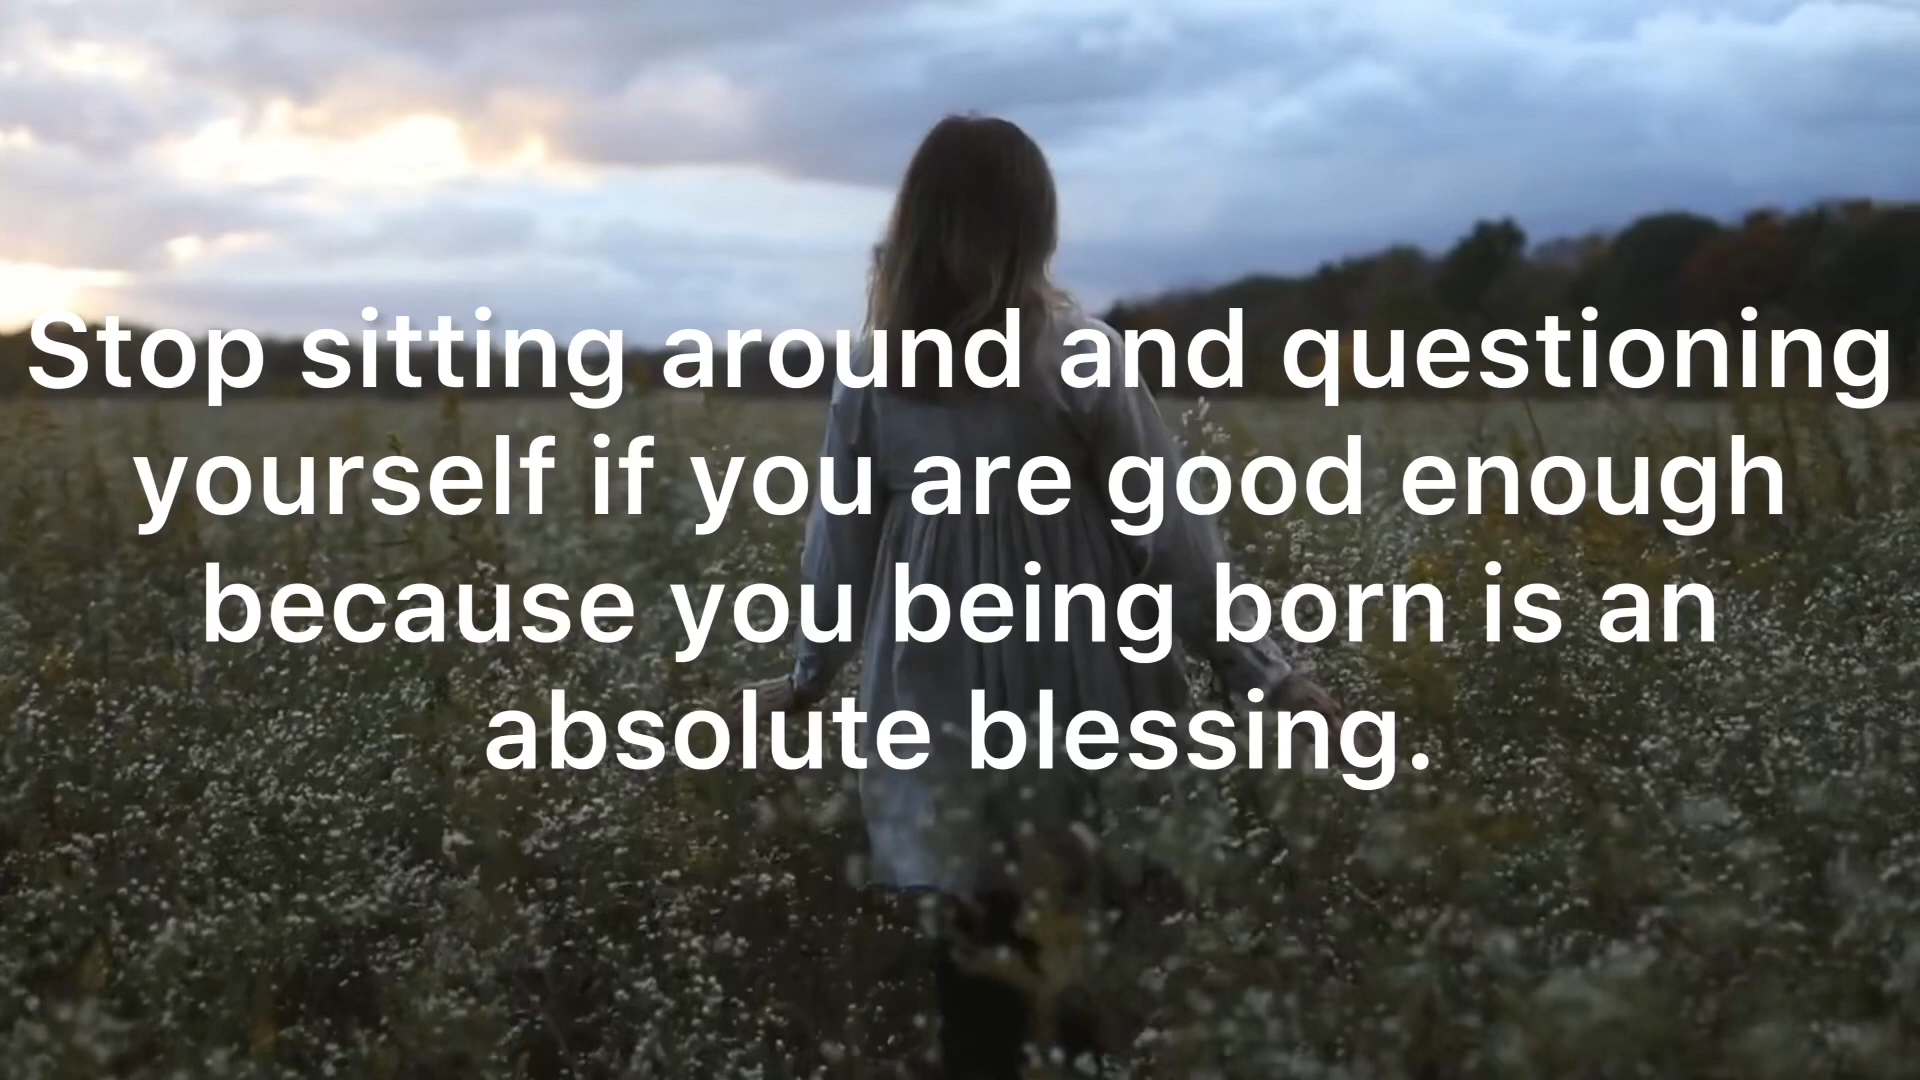 Stop sitting around and questioning
yourself if you are good enough
because you being born is an
absolute blessing.